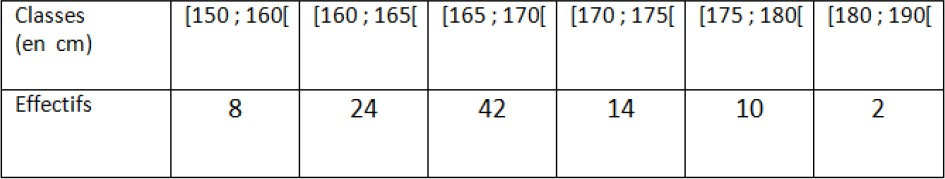 Classes [150 ; 160[ [160 ; 165[ [165 ; 170[ [170 ; 175[ [175 ; 180[ [180 ; 190[
(en cm)
Effectifs 8 24 42 14 10 2